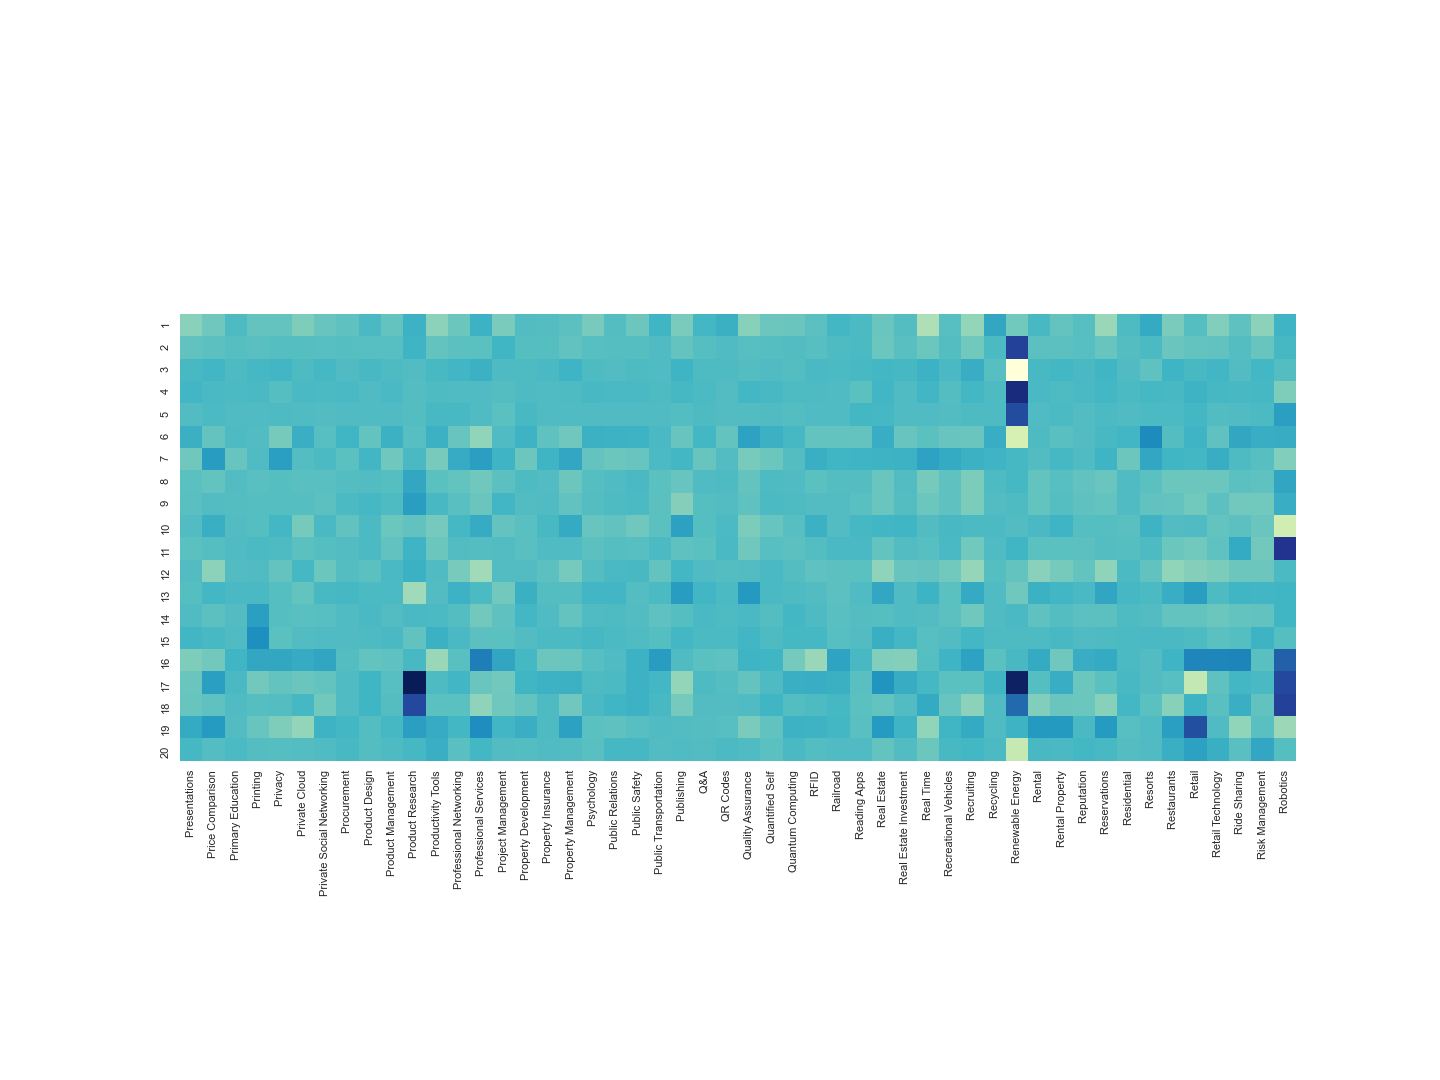 1
2
3
4
5
6
7
8
9
10
11
12
13
14
15
16
17
18
19
20
Presentations
Price Comparison
Primary Education
Printing
Privacy
Private Cloud
Private Social Networking
Procurement
Product Design
Product Management
Product Research
Productivity Tools
Professional Networking
Professional Services
Project Management
Property Development
Property Insurance
Property Management
Psychology
Public Relations
Public Safety
Public Transportation
Publishing
Q&A
QR Codes
Quality Assurance
Quantified Self
Quantum Computing
RFID
Railroad
Reading Apps
Real Estate
Real Estate Investment
Real Time
Recreational Vehicles
Recruiting
Recycling
Renewable Energy
Rental
Rental Property
Reputation
Reservations
Residential
Resorts
Restaurants
Retail
Retail Technology
Ride Sharing
Risk Management
Robotics